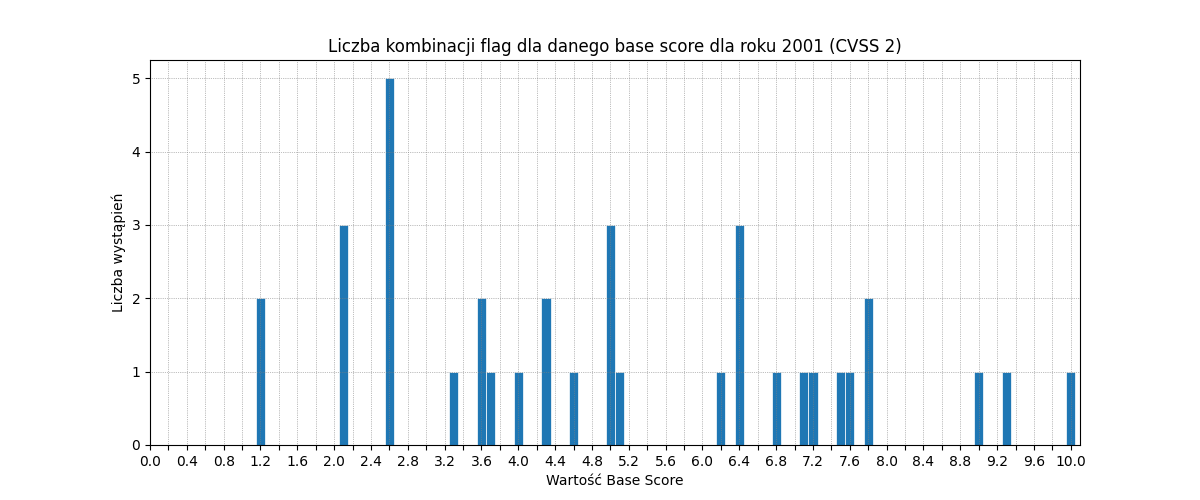 Liczba kombinacji flag dla danego base score dla roku 2001 (CVSS 2)
5
4
3
2
1
0
Liczba wystąpień
0.0 0.4 0.8 1.2 1.6 2.0 2.4 2.8 3.2 3.6 4.0 4.4 4.8 5.2 5.6 6.0 6.4 6.8 7.2 7.6 8.0 8.4 8.8 9.2 9.6 10.0
Wartość Base Score